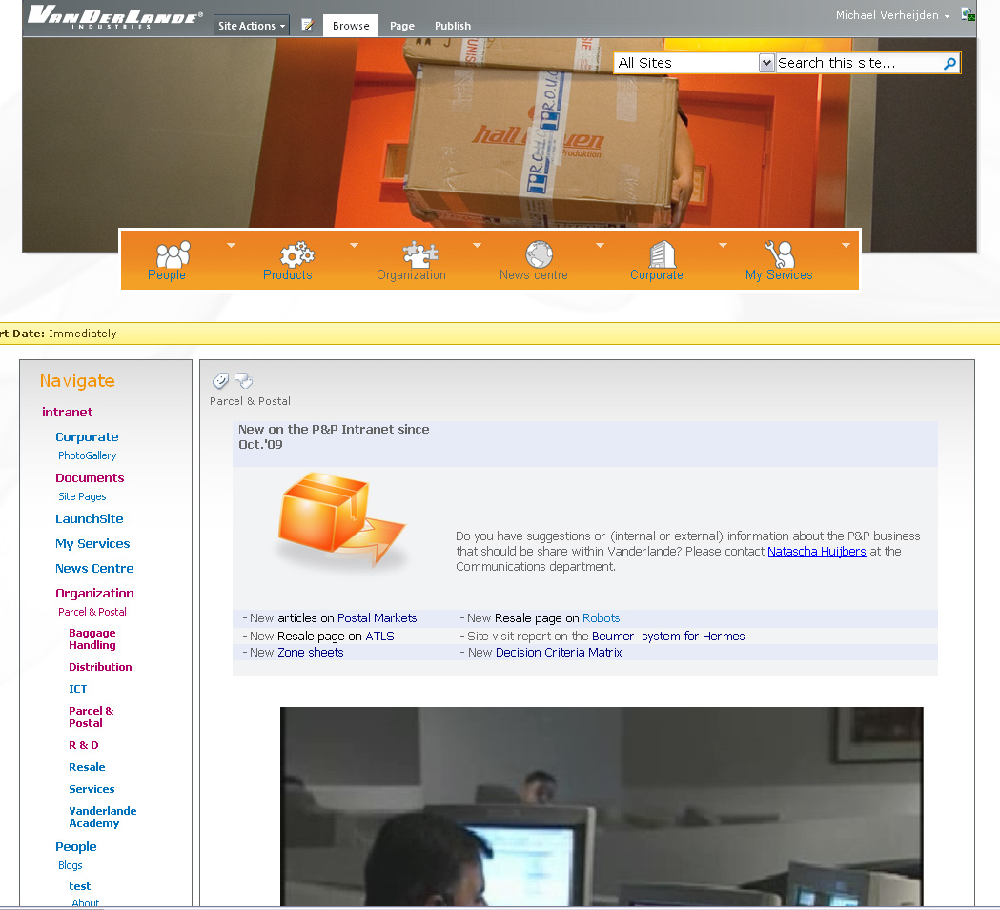 VANDERLANDE®
INDUSTRIES
Site Actions
Browse
Page
Publish
Michael Verheijden
All Sites
Search this site...
PROUD
Produktion
People
Products
Organization
News centre
Corporate
My Services
rt Date: Immediately
Navigate
intranet
Corporate
PhotoGallery
Documents
Site Pages
LaunchSite
My Services
News Centre
Organization
Parcel & Postal
Baggage
Handling
Distribution
ICT
Parcel &
Postal
R & D
Resale
Services
Vanderlande
Academy
People
Blogs
test
About
Parcel & Postal
New on the P&P Intranet since
Oct.'09
Do you have suggestions or (internal or external) information about the P&P business
that should be share within Vanderlande? Please contact Natascha Huijbers at the
Communications department.
- New articles on Postal Markets
- New Resale page on Robots
- New Resale page on ATLS
- Site visit report on the Beumer system for Hermes
- New Zone sheets
- New Decision Criteria Matrix